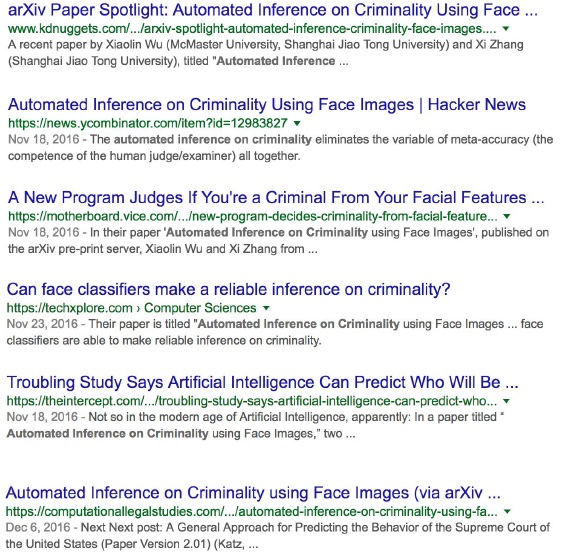 arXiv Paper Spotlight: Automated Inference on Criminality Using Face ...
www.kdnuggets.com/.../arxiv-spotlight-automated-inference-criminality-face-images....
A recent paper by Xiaolin Wu (McMaster University, Shanghai Jiao Tong University) and Xi Zhang
(Shanghai Jiao Tong University), titled "Automated Inference ...
Automated Inference on Criminality Using Face Images | Hacker News
https://news.ycombinator.com/item?id=12983827
Nov 18, 2016 - The automated inference on criminality eliminates the variable of meta-accuracy (the
competence of the human judge/examiner) all together.
A New Program Judges If You're a Criminal From Your Facial Features ...
https://motherboard.vice.com/.../new-program-decides-criminality-from-facial-feature...
Nov 18, 2016 - In their paper 'Automated Inference on Criminality using Face Images', published on
the arXiv pre-print server, Xiaolin Wu and Xi Zhang from ...
Can face classifiers make a reliable inference on criminality?
https://techxplore.com › Computer Sciences
Nov 23, 2016 - Their paper is titled "Automated Inference on Criminality using Face Images ... face
classifiers are able to make reliable inference on criminality.
Troubling Study Says Artificial Intelligence Can Predict Who Will Be ...
https://theintercept.com/.../troubling-study-says-artificial-intelligence-can-predict-who...
Nov 18, 2016 - Not so in the modern age of Artificial Intelligence, apparently: In a paper titled "
Automated Inference on Criminality using Face Images," two ...
Automated Inference on Criminality using Face Images (via arXiv ...
https://computationallegalstudies.com/.../automated-inference-on-criminality-using-fa...
Dec 6, 2016 - Next Next post: A General Approach for Predicting the Behavior of the Supreme Court of
the United States (Paper Version 2.01) (Katz, ...